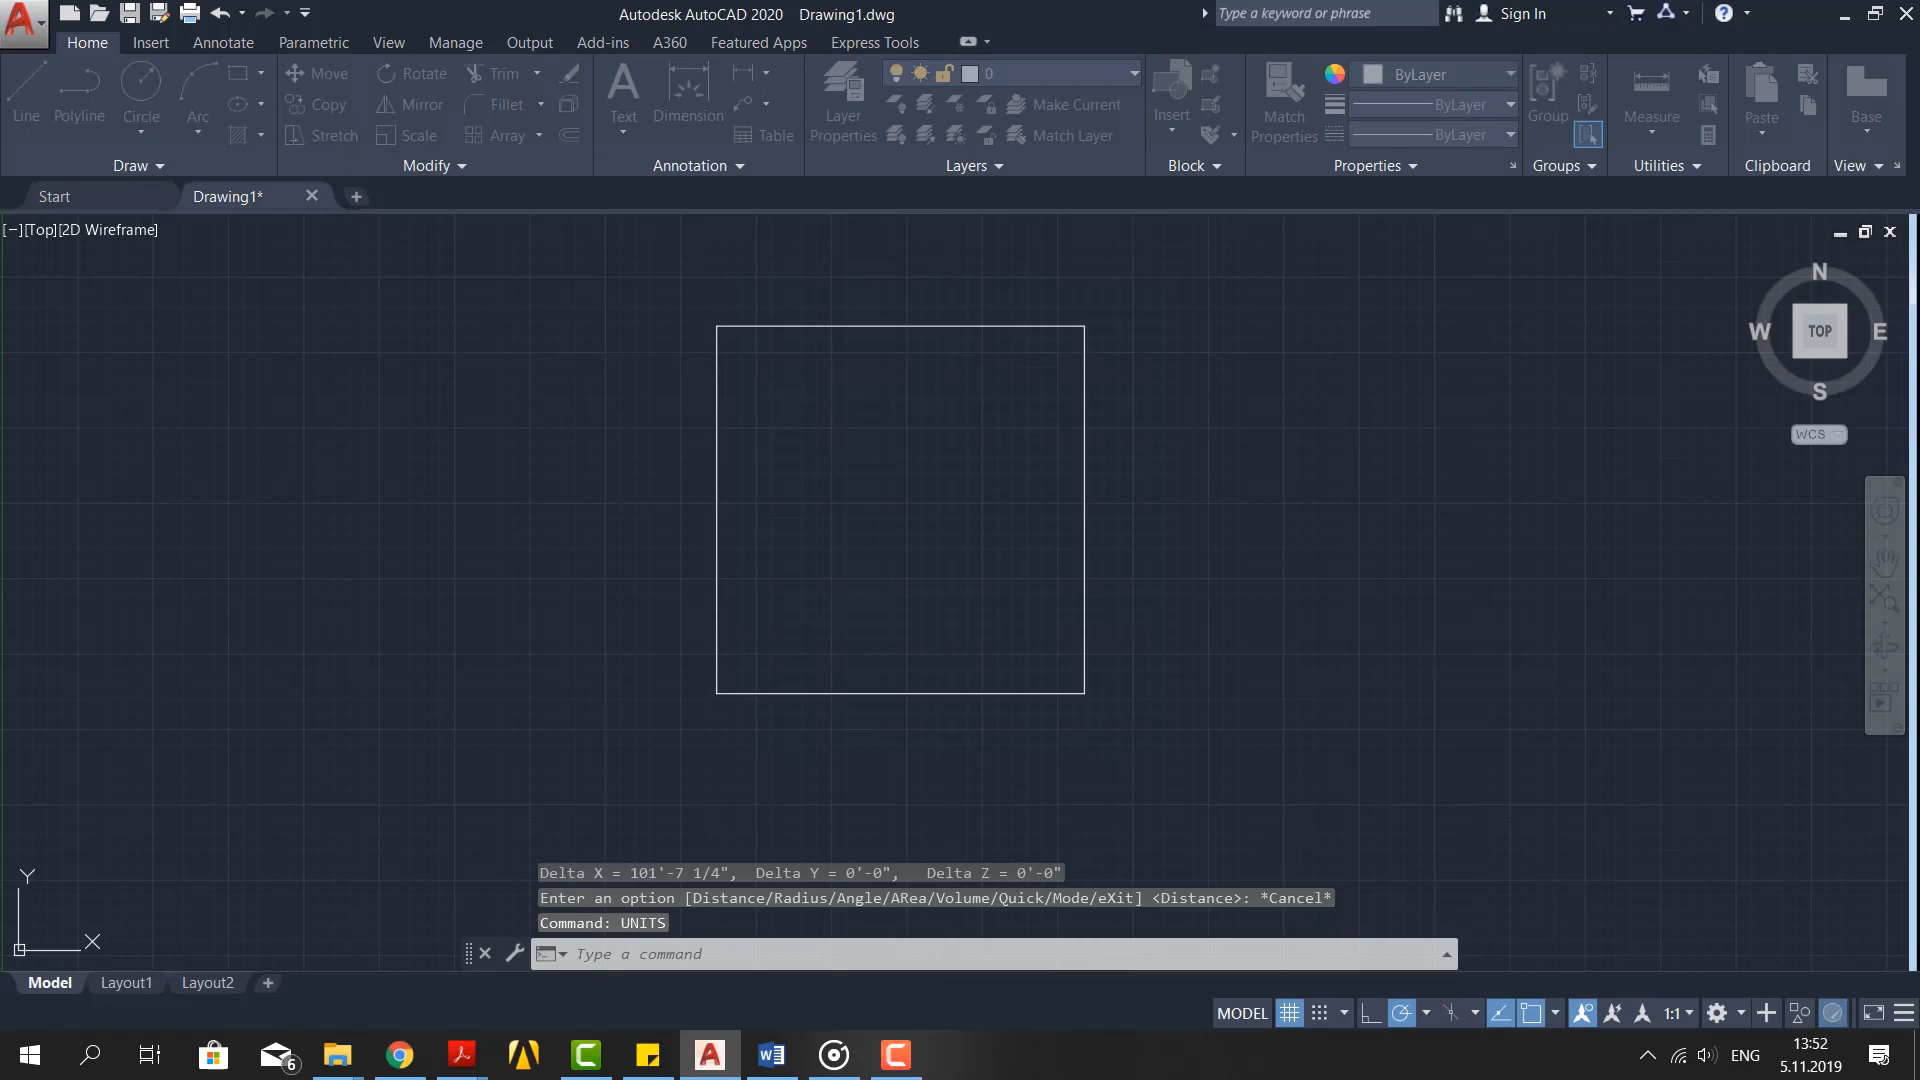 Autodesk AutoCAD 2020 Drawing1.dwg
Type a keyword or phrase
Sign In
Home Insert Annotate Parametric View Manage Output Add-ins A360 Featured Apps Express Tools
Line Polyline Circle Arc
Move Rotate Trim
Copy Mirror Fillet
Stretch Scale Array
Text Dimension Table
Layer Properties
0
Make Current
Match Layer
Insert
Match Properties
ByLayer
ByLayer
ByLayer
Group
Measure
Paste
Base
Draw Modify Annotation Layers Block Properties Groups Utilities Clipboard View
Start Drawing1*
[−][Top][2D Wireframe]
N
W TOP E
S
WCS
Y
X
Delta X = 101'-7 1/4", Delta Y = 0'-0", Delta Z = 0'-0"
Enter an option [Distance/Radius/Angle/ARea/Volume/Quick/Mode/eXit] <Distance>: *Cancel*
Command: UNITS
Type a command
Model Layout1 Layout2
MODEL 1:1
6
ENG
13:52
5.11.2019